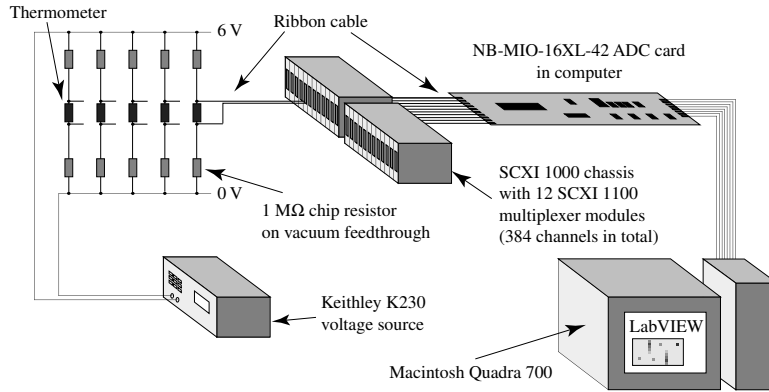 Thermometer
6 V
Ribbon cable
NB-MIO-16XL-42 ADC card
in computer
0 V
1 MΩ chip resistor
on vacuum feedthrough
SCXI 1000 chassis
with 12 SCXI 1100
multiplexer modules
(384 channels in total)
Keithley K230
voltage source
LabVIEW
Macintosh Quadra 700